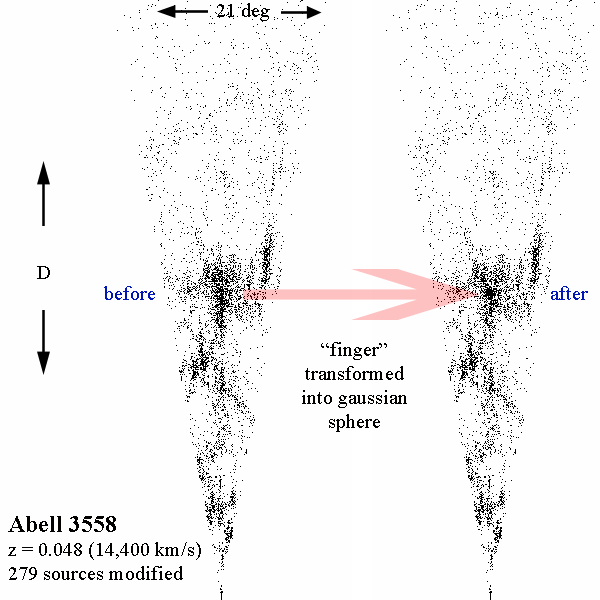 21 deg
D
before
after
“finger”
transformed
into gaussian
sphere
Abell 3558
z = 0.048 (14,400 km/s)
279 sources modified